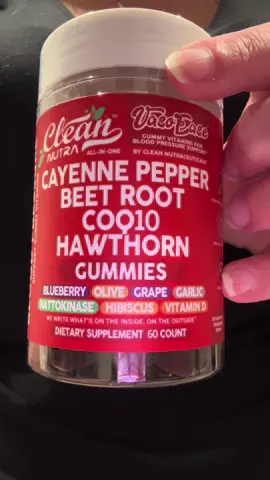 Clean
NUTRA
ALL-IN-ONE
VasoEase
GUMMY VITAMINS FOR
BLOOD PRESSURE SUPPORT
BY CLEAN NUTRACEUTICALS
CAYENNE PEPPER
BEET ROOT
COQ10
HAWTHORN
GUMMIES
BLUEBERRY OLIVE GRAPE GARLIC
NATTOKINASE HIBISCUS VITAMIN D
WE WRITE WHAT'S ON THE INSIDE, ON THE OUTSIDE
DIETARY SUPPLEMENT 60 COUNT